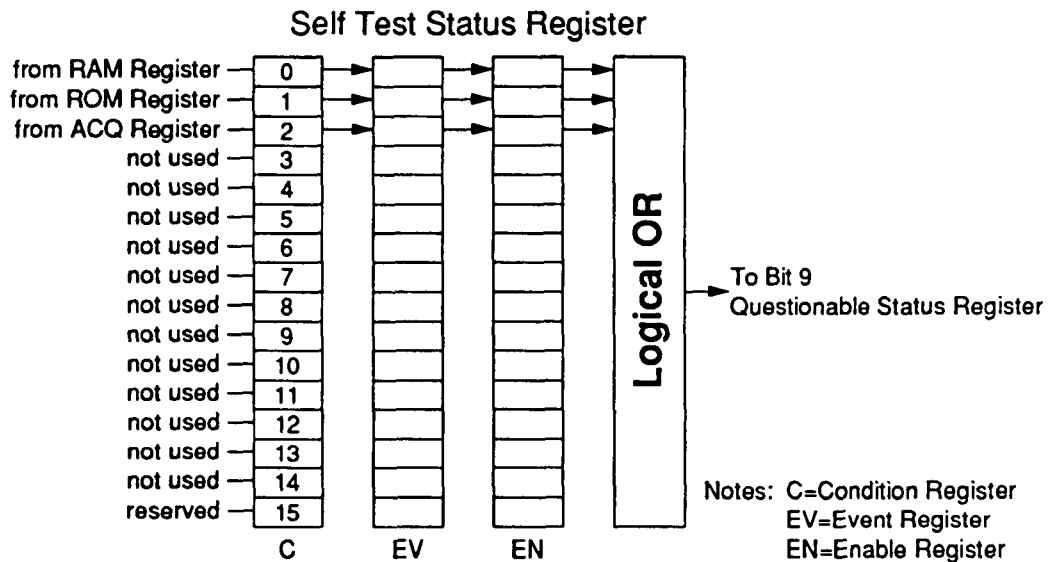 Self Test Status Register
from RAM Register 0
from ROM Register 1
from ACQ Register 2
not used 3
not used 4
not used 5
not used 6
not used 7
not used 8
not used 9
not used 10
not used 11
not used 12
not used 13
not used 14
reserved 15
C EV EN
Logical OR
To Bit 9
Questionable Status Register
Notes: C=Condition Register
EV=Event Register
EN=Enable Register